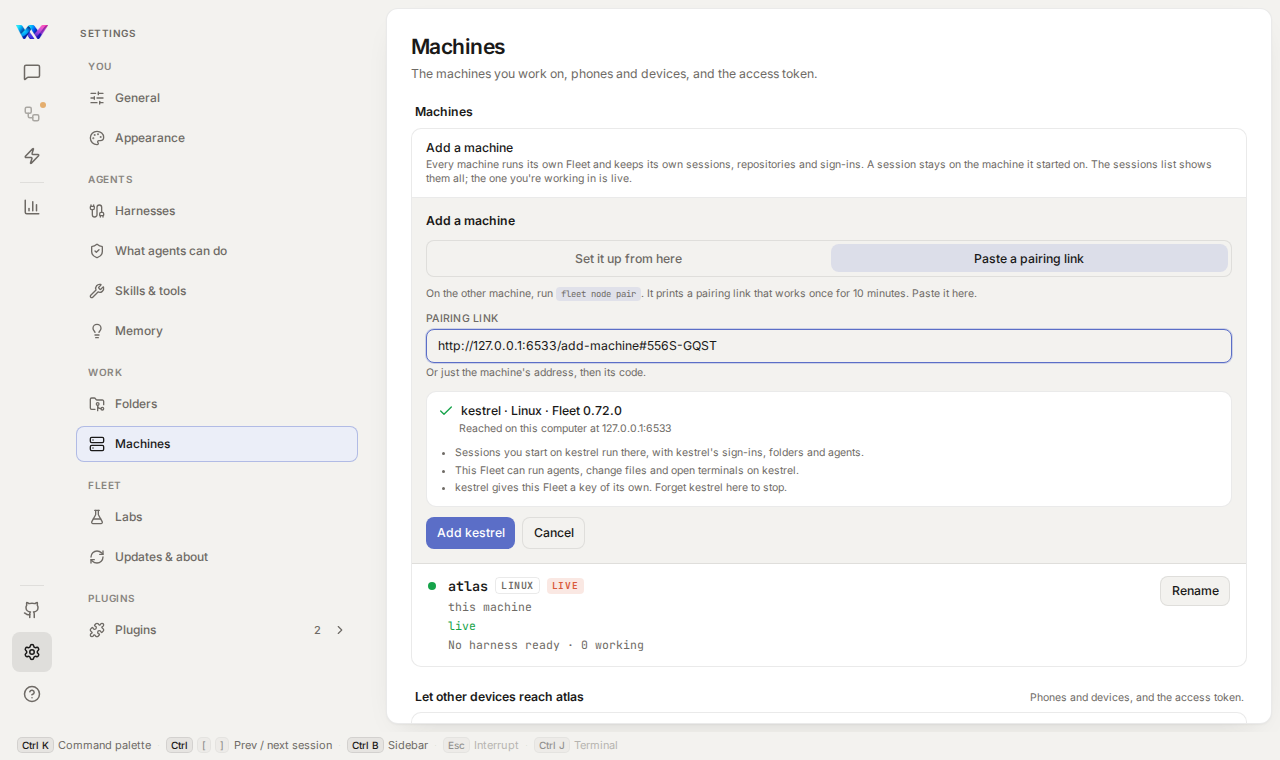 SETTINGS
YOU
General
Appearance
AGENTS
Harnesses
What agents can do
Skills & tools
Memory
WORK
Folders
Machines
FLEET
Labs
Updates & about
PLUGINS
Plugins 2
Machines
The machines you work on, phones and devices, and the access token.
Machines
Add a machine
Every machine runs its own Fleet and keeps its own sessions, repositories and sign-ins. A session stays on the machine it started on. The sessions list shows
them all; the one you're working in is live.
Add a machine
Set it up from here Paste a pairing link
On the other machine, run fleet node pair. It prints a pairing link that works once for 10 minutes. Paste it here.
PAIRING LINK
http://127.0.0.1:6533/add-machine#556S-GQST
Or just the machine's address, then its code.
kestrel · Linux · Fleet 0.72.0
Reached on this computer at 127.0.0.1:6533
• Sessions you start on kestrel run there, with kestrel's sign-ins, folders and agents.
• This Fleet can run agents, change files and open terminals on kestrel.
• kestrel gives this Fleet a key of its own. Forget kestrel here to stop.
Add kestrel Cancel
atlas LINUX LIVE Rename
this machine
live
No harness ready · 0 working
Let other devices reach atlas Phones and devices, and the access token.
Ctrl K Command palette Ctrl [ ] Prev / next session Ctrl B Sidebar Esc Interrupt Ctrl J Terminal